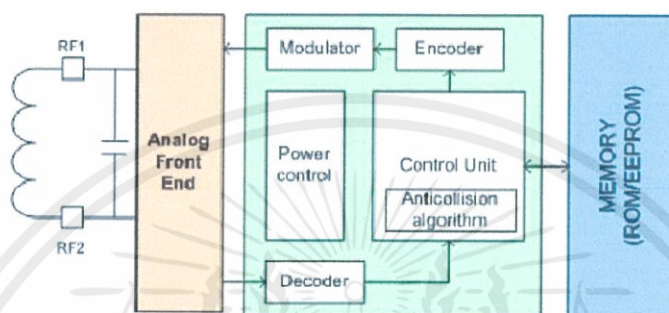 RF1
RF2
Analog
Front
End
Modulator
Encoder
Power
control
Control Unit
Anticollision
algorithm
Decoder
MEMORY
(ROM/EEPROM)